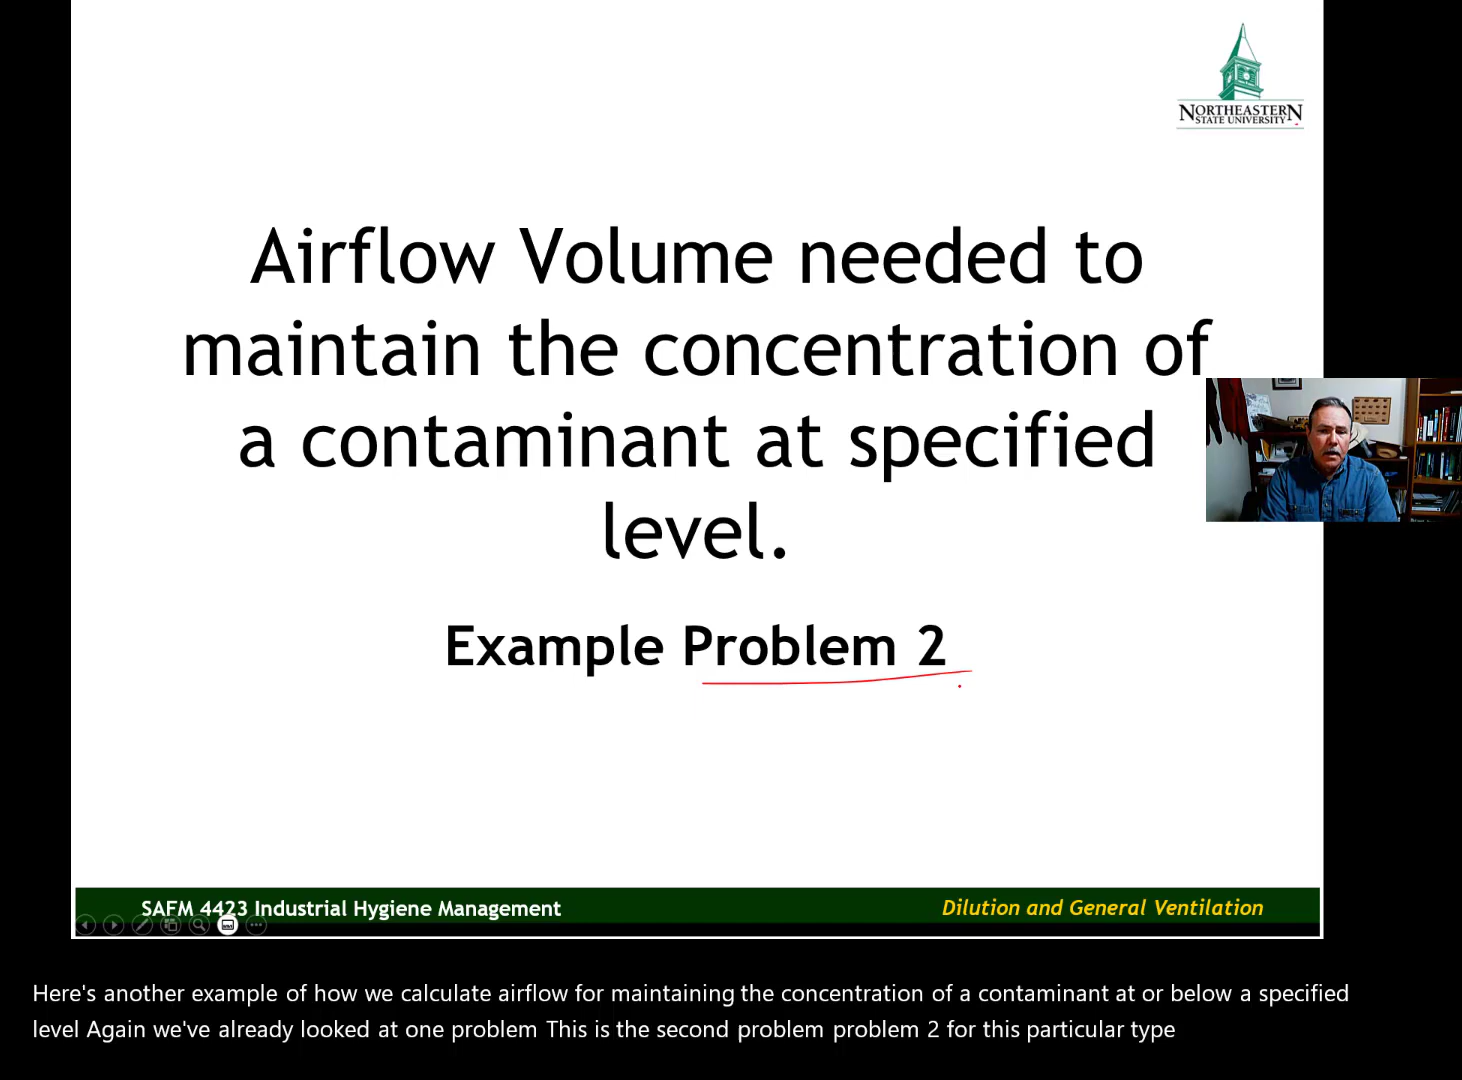 NORTHEASTERN
STATE UNIVERSITY
Airflow Volume needed to
maintain the concentration of
a contaminant at specified
level.
Example Problem 2
SAFM 4423 Industrial Hygiene Management
Dilution and General Ventilation
Here's another example of how we calculate airflow for maintaining the concentration of a contaminant at or below a specified
level Again we've already looked at one problem This is the second problem problem 2 for this particular type